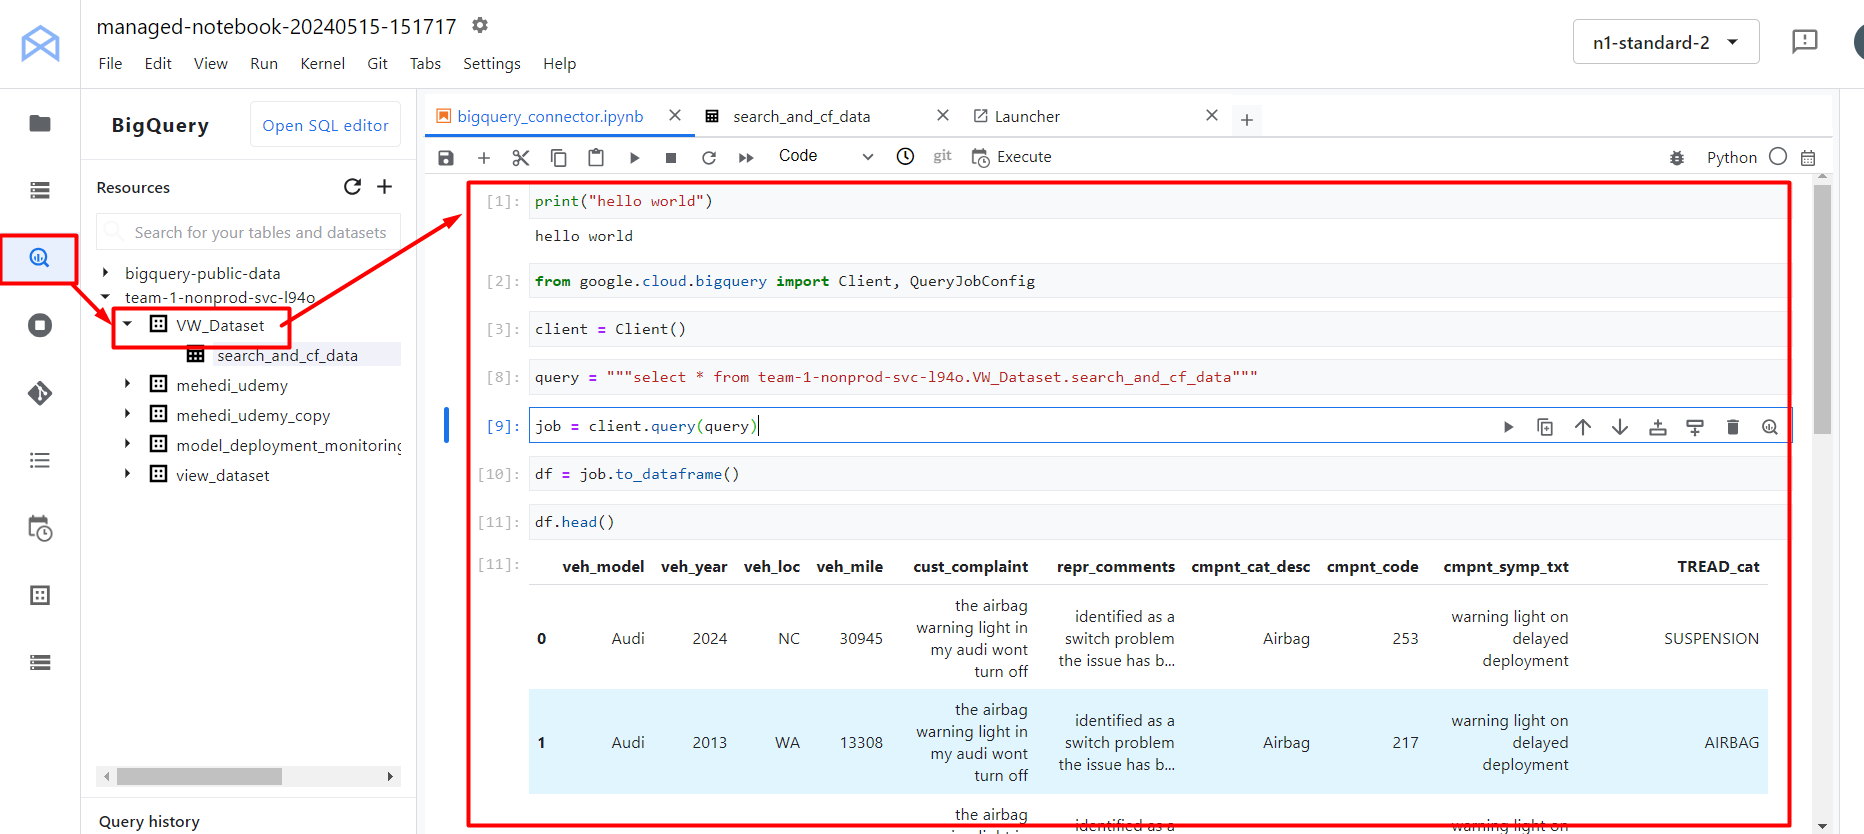 managed-notebook-20240515-151717
n1-standard-2
File Edit View Run Kernel Git Tabs Settings Help
BigQuery
Open SQL editor
Resources
Search for your tables and datasets
bigquery-public-data
team-1-nonprod-svc-l94o
VW_Dataset
search_and_cf_data
mehedi_udemy
mehedi_udemy_copy
model_deployment_monitoring
view_dataset
Query history
bigquery_connector.ipynb
search_and_cf_data
Launcher
Code
git
Execute
Python
[1]: print("hello world")
hello world
[2]: from google.cloud.bigquery import Client, QueryJobConfig
[3]: client = Client()
[8]: query = """select * from team-1-nonprod-svc-l94o.VW_Dataset.search_and_cf_data"""
[9]: job = client.query(query)
[10]: df = job.to_dataframe()
[11]: df.head()
[11]:
veh_model veh_year veh_loc veh_mile cust_complaint repr_comments cmpnt_cat_desc cmpnt_code cmpnt_symp_txt TREAD_cat
0 Audi 2024 NC 30945
the airbag
warning light in
my audi wont
turn off
identified as a
switch problem
the issue has b...
Airbag 253
warning light on
delayed
deployment
SUSPENSION
1 Audi 2013 WA 13308
the airbag
warning light in
my audi wont
turn off
identified as a
switch problem
the issue has b...
Airbag 217
warning light on
delayed
deployment
AIRBAG
the airbag
identified as a
warning light on